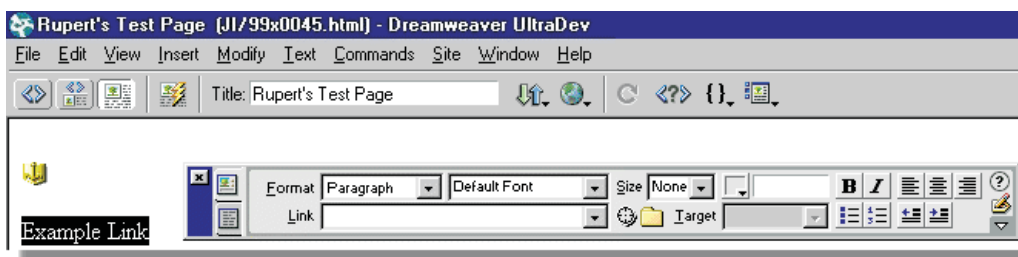 Rupert's Test Page (JI/99x0045.html) - Dreamweaver UltraDev
File Edit View Insert Modify Text Commands Site Window Help
Title: Rupert's Test Page
Format Paragraph Default Font Size None B I
Link Target
Example Link